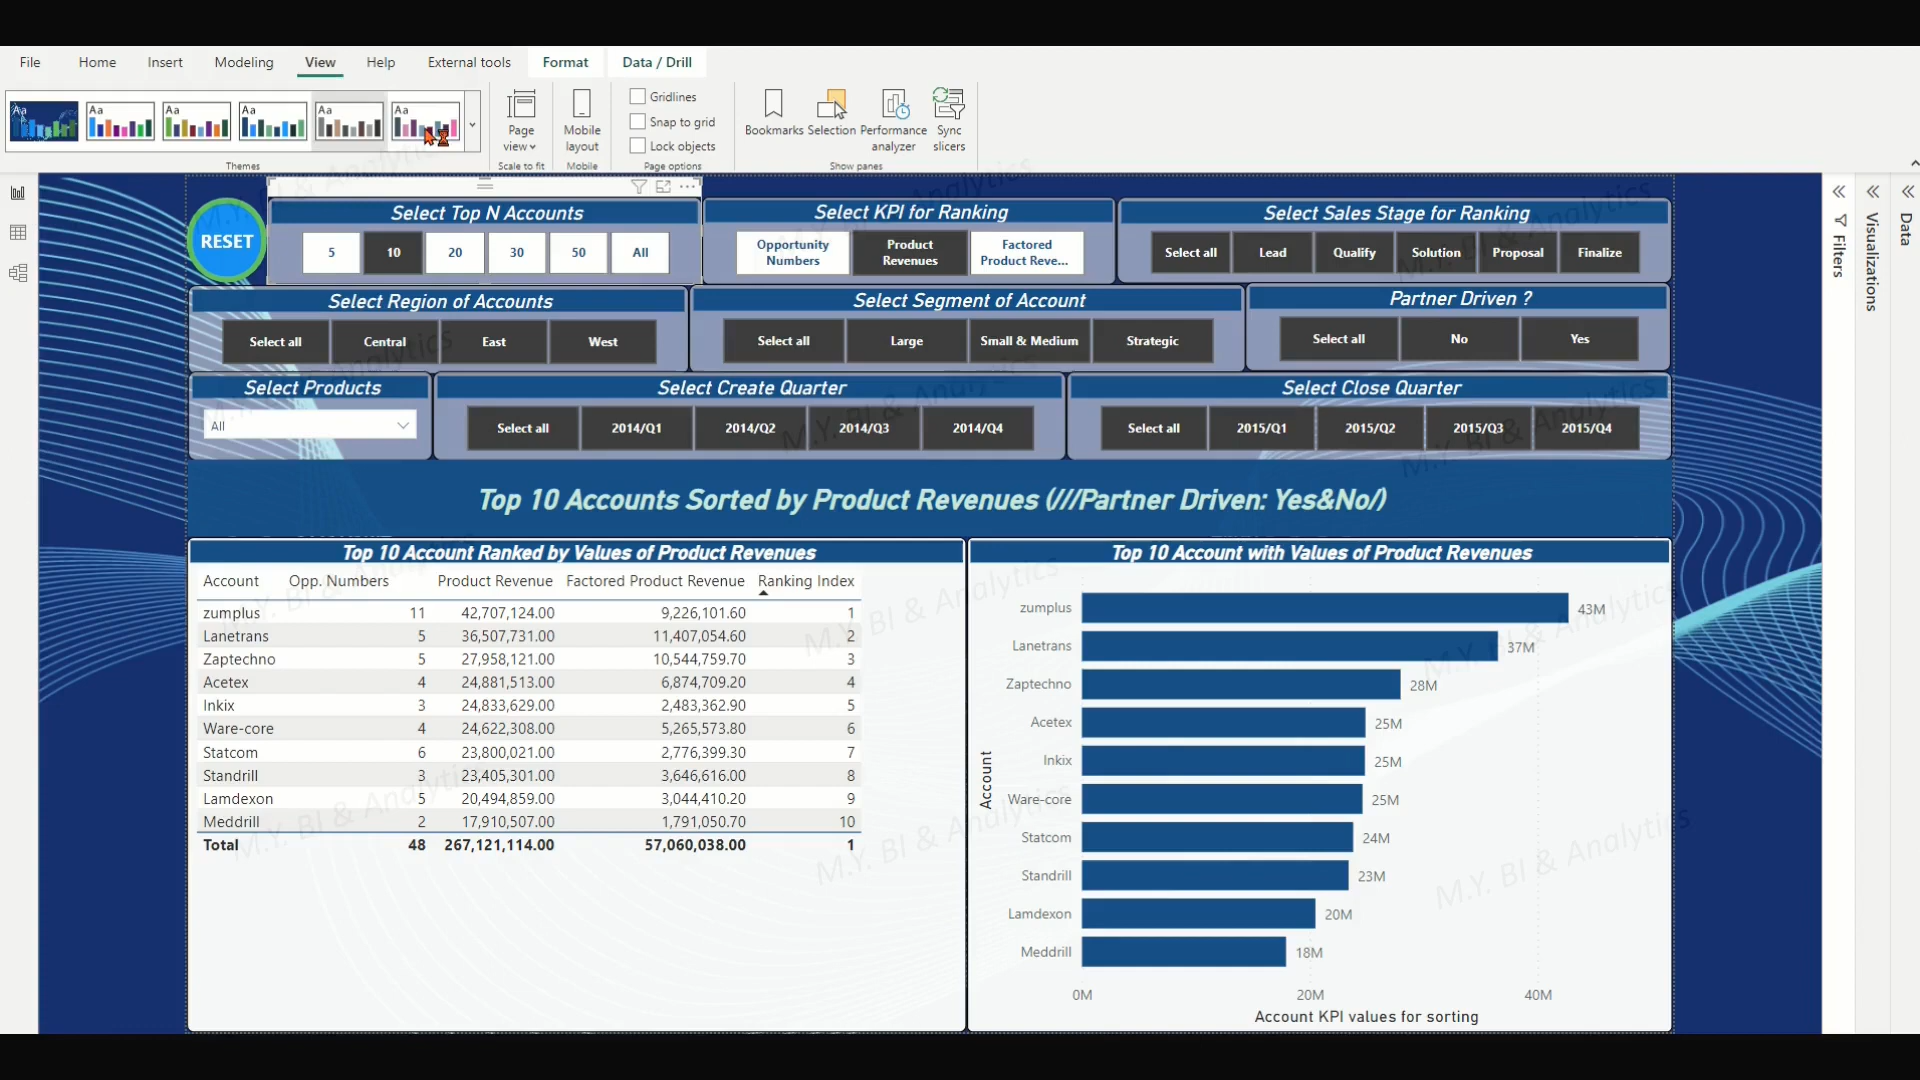 File Home Insert Modeling View Help External tools Format Data / Drill
Aa Aa Aa Aa Aa Aa
Page view Mobile layout
Gridlines
Snap to grid
Lock objects
Bookmarks Selection Performance analyzer Sync slicers
Themes Scale to fit Mobile Page options Show panes
RESET
Select Top N Accounts
5 10 20 30 50 All
Select KPI for Ranking
Opportunity Numbers
Product Revenues
Factored Product Reve...
Select Sales Stage for Ranking
Select all Lead Qualify Solution Proposal Finalize
Select Region of Accounts
Select all Central East West
Select Segment of Account
Select all Large Small & Medium Strategic
Partner Driven ?
Select all No Yes
Select Products
All
Select Create Quarter
Select all 2014/Q1 2014/Q2 2014/Q3 2014/Q4
Select Close Quarter
Select all 2015/Q1 2015/Q2 2015/Q3 2015/Q4
Top 10 Accounts Sorted by Product Revenues (///Partner Driven: Yes&No/)
Top 10 Account Ranked by Values of Product Revenues
Account Opp. Numbers Product Revenue Factored Product Revenue Ranking Index
zumplus 11 42,707,124.00 9,226,101.60 1
Lanetrans 5 36,507,731.00 11,407,054.60 2
Zaptechno 5 27,958,121.00 10,544,759.70 3
Acetex 4 24,881,513.00 6,874,709.20 4
Inkix 3 24,833,629.00 2,483,362.90 5
Ware-core 4 24,622,308.00 5,265,573.80 6
Statcom 6 23,800,021.00 2,776,399.30 7
Standrill 3 23,405,301.00 3,646,616.00 8
Lamdexon 5 20,494,859.00 3,044,410.20 9
Meddrill 2 17,910,507.00 1,791,050.70 10
Total 48 267,121,114.00 57,060,038.00 1
Top 10 Account with Values of Product Revenues
Account
zumplus 43M
Lanetrans 37M
Zaptechno 28M
Acetex 25M
Inkix 25M
Ware-core 25M
Statcom 24M
Standrill 23M
Lamdexon 20M
Meddrill 18M
0M 20M 40M
Account KPI values for sorting
Filters
Visualizations
Data
M.Y. BI & Analytics